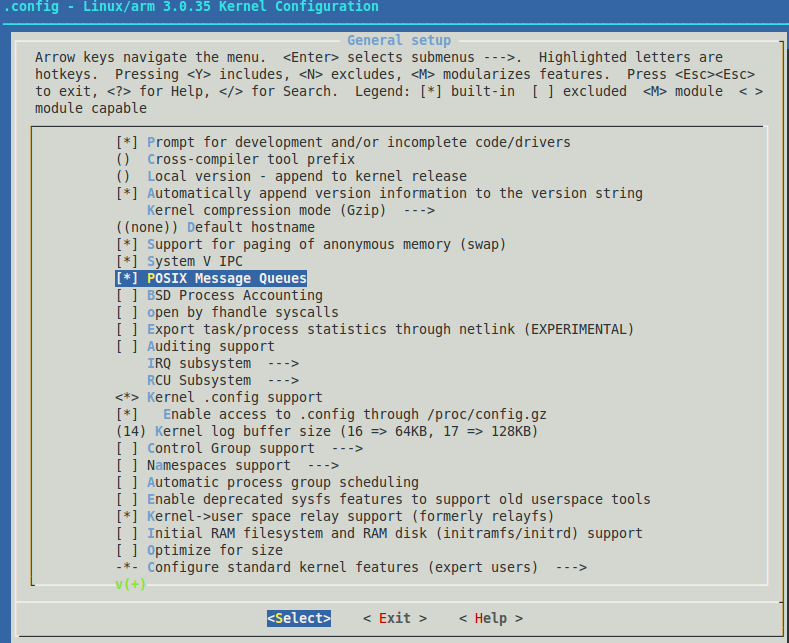 .config - Linux/arm 3.0.35 Kernel Configuration
General setup
Arrow keys navigate the menu.  <Enter> selects submenus --->.  Highlighted letters are
hotkeys.  Pressing <Y> includes, <N> excludes, <M> modularizes features.  Press <Esc><Esc>
to exit, <?> for Help, </> for Search.  Legend: [*] built-in  [ ] excluded  <M> module  < >
module capable
[*] Prompt for development and/or incomplete code/drivers
()  Cross-compiler tool prefix
()  Local version - append to kernel release
[*] Automatically append version information to the version string
Kernel compression mode (Gzip)  --->
((none)) Default hostname
[*] Support for paging of anonymous memory (swap)
[*] System V IPC
[*] POSIX Message Queues
[ ] BSD Process Accounting
[ ] open by fhandle syscalls
[ ] Export task/process statistics through netlink (EXPERIMENTAL)
[ ] Auditing support
IRQ subsystem  --->
RCU Subsystem  --->
<*> Kernel .config support
[*]   Enable access to .config through /proc/config.gz
(14) Kernel log buffer size (16 => 64KB, 17 => 128KB)
[ ] Control Group support  --->
[ ] Namespaces support  --->
[ ] Automatic process group scheduling
[ ] Enable deprecated sysfs features to support old userspace tools
[*] Kernel->user space relay support (formerly relayfs)
[ ] Initial RAM filesystem and RAM disk (initramfs/initrd) support
[ ] Optimize for size
-*- Configure standard kernel features (expert users)  --->
v(+)
<Select>    < Exit >    < Help >